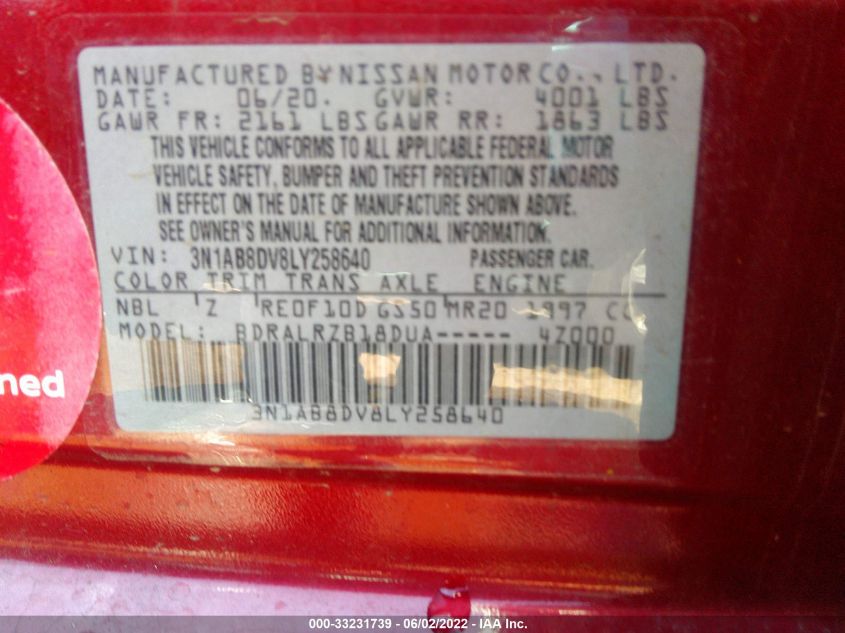 MANUFACTURED BY NISSAN MOTOR CO., LTD.
DATE: 06/20. GVWR: 4001 LBS
GAWR FR: 2161 LBS GAWR RR: 1863 LBS
THIS VEHICLE CONFORMS TO ALL APPLICABLE FEDERAL MOTOR
VEHICLE SAFETY, BUMPER AND THEFT PREVENTION STANDARDS
IN EFFECT ON THE DATE OF MANUFACTURE SHOWN ABOVE.
SEE OWNER'S MANUAL FOR ADDITIONAL INFORMATION.
VIN: 3N1AB8DV8LY258640 PASSENGER CAR.
COLOR TRIM TRANS AXLE ENGINE
NBL Z RE0F10D GS50 MR20 1997 CC
MODEL: BDRALRZB18DUA----- 4Z000
3N1AB8DV8LY258640
ned
000-33231739 - 06/02/2022 - IAA Inc.